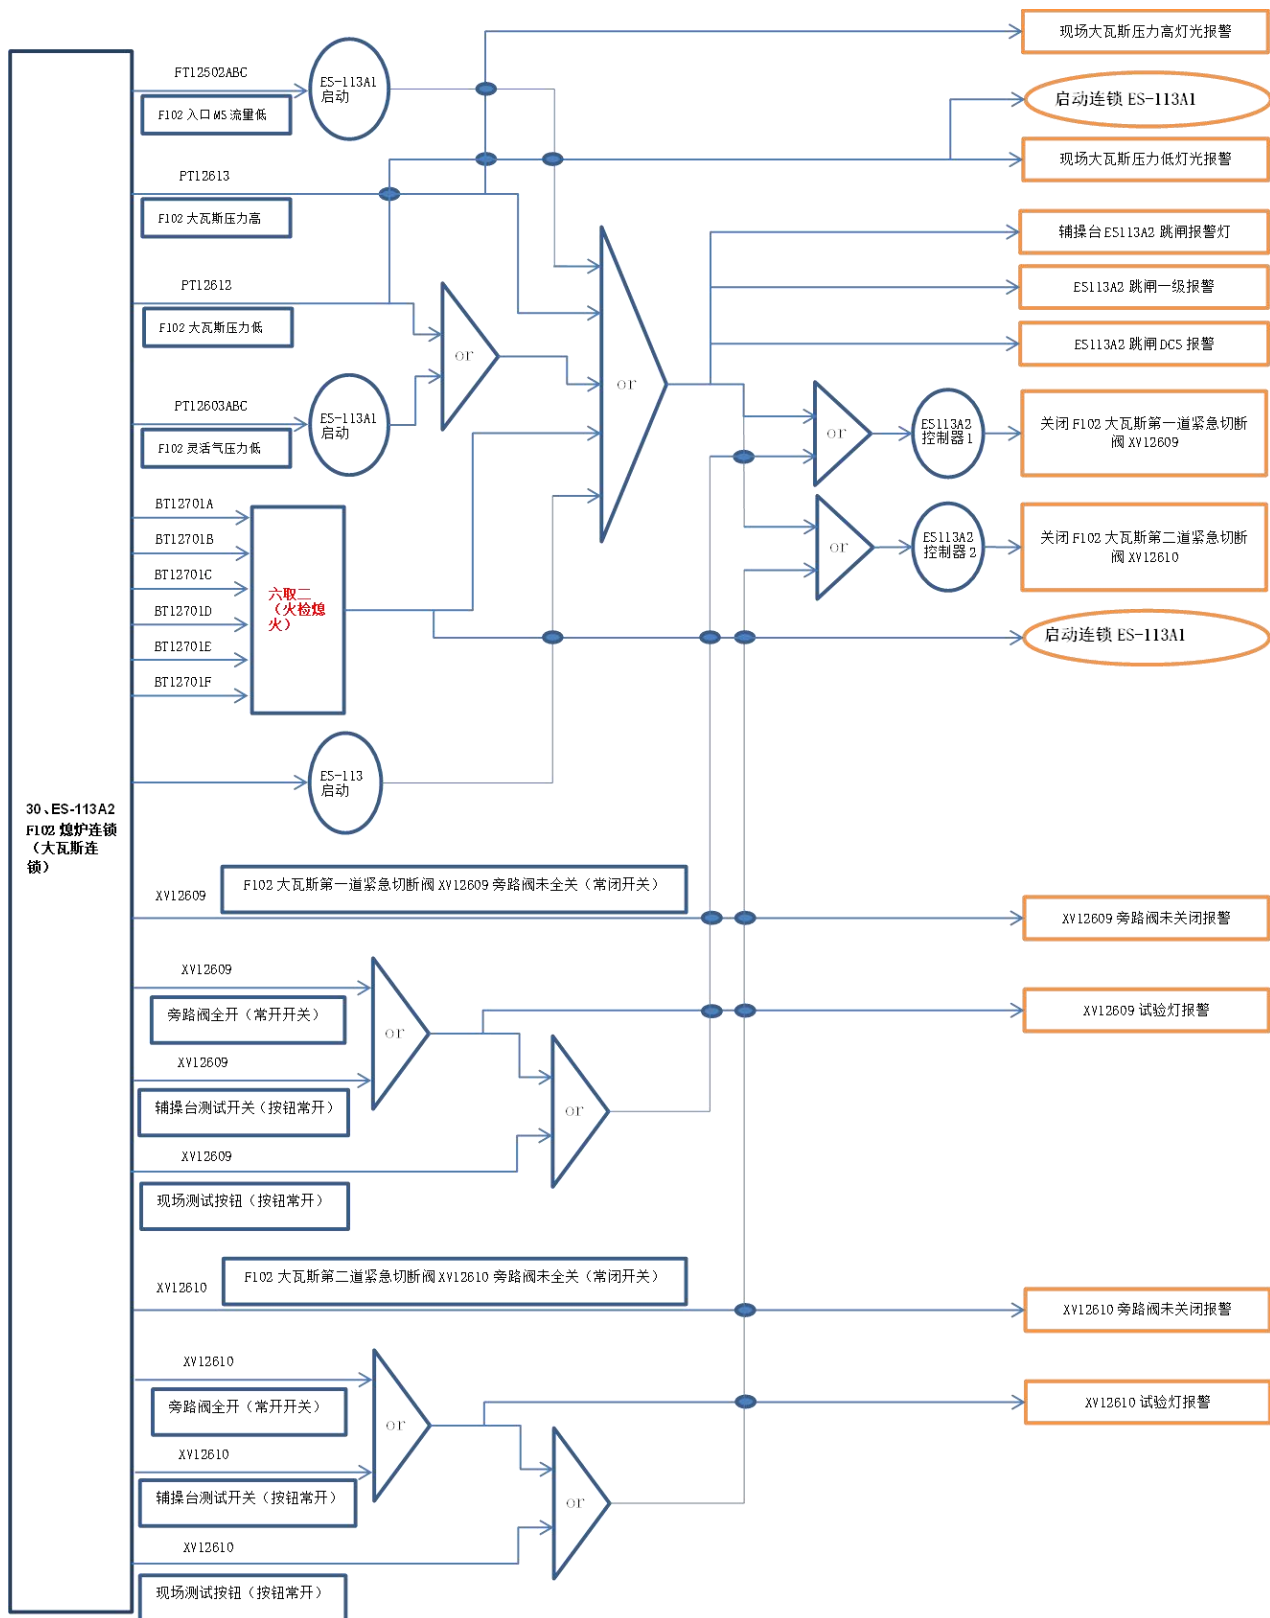 现场大瓦斯压力高灯光报警
FT12502ABC
ES-113A1
启动
启动连锁 ES-113A1
F102 入口 MS 流量低
现场大瓦斯压力低灯光报警
PT12613
F102 大瓦斯压力高
辅操台 ES113A2 跳闸报警灯
PT12612
ES113A2 跳闸一级报警
F102 大瓦斯压力低
ES113A2 跳闸 DCS 报警
or
or
PT12603ABC
ES-113A1
启动
F102 灵活气压力低
or
ES113A2
控制器 1
关闭 F102 大瓦斯第一道紧急切断
阀 XV12609
BT12701A
BT12701B
BT12701C
BT12701D
BT12701E
BT12701F
六取二
（火检熄
火）
or
ES113A2
控制器 2
关闭 F102 大瓦斯第二道紧急切断
阀 XV12610
启动连锁 ES-113A1
ES-113
启动
30、ES-113A2
F102 熄炉连锁
（大瓦斯连
锁）
F102 大瓦斯第一道紧急切断阀 XV12609 旁路阀未全关（常闭开关）
XV12609
XV12609 旁路阀未关闭报警
XV12609
旁路阀全开（常开开关）
XV12609 试验灯报警
or
XV12609
辅操台测试开关（按钮常开）
or
XV12609
现场测试按钮（按钮常开）
F102 大瓦斯第二道紧急切断阀 XV12610 旁路阀未全关（常闭开关）
XV12610
XV12610 旁路阀未关闭报警
XV12610
旁路阀全开（常开开关）
XV12610 试验灯报警
or
XV12610
辅操台测试开关（按钮常开）
or
XV12610
现场测试按钮（按钮常开）